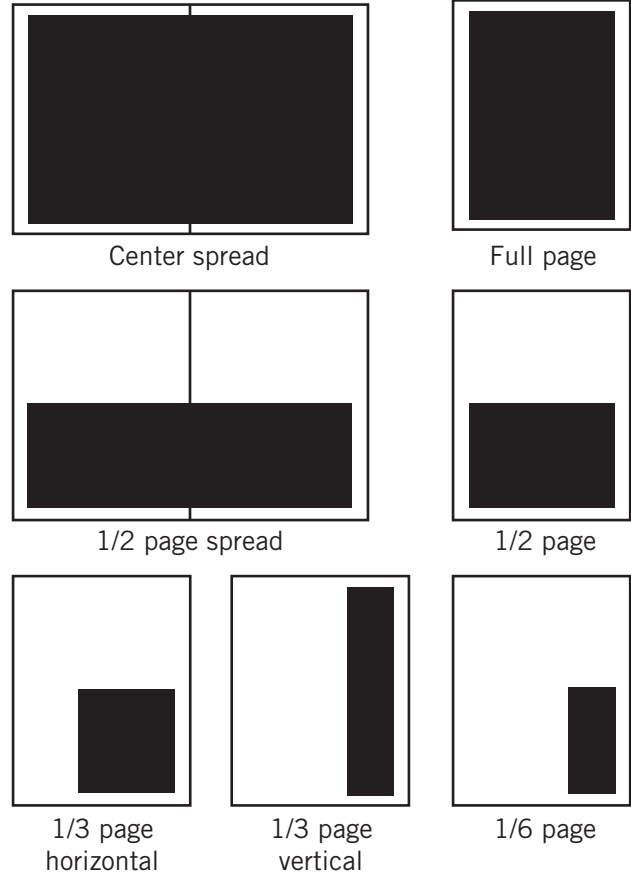 Center spread
Full page
1/2 page spread
1/2 page
1/3 page
horizontal
1/3 page
vertical
1/6 page